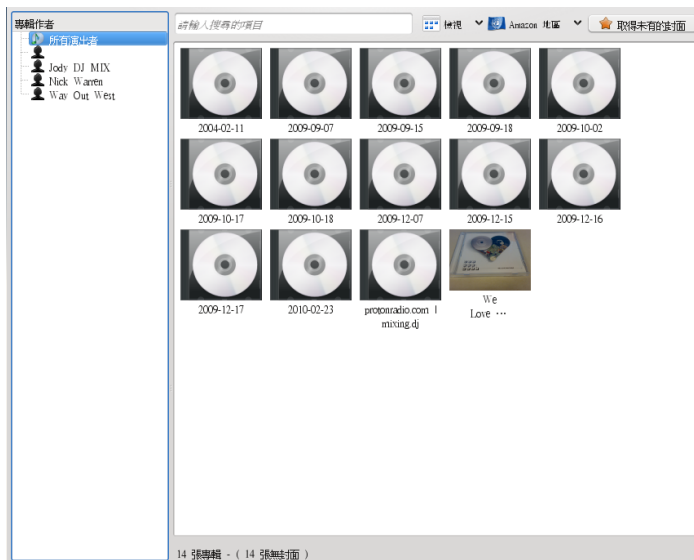 專輯作者
請輸入搜尋的項目
檢視
Amazon 地區
取得未有的封面
所有演出者
Jody DJ MIX
Nick Warren
Way Out West
2004-02-11
2009-09-07
2009-09-15
2009-09-18
2009-10-02
2009-10-17
2009-10-18
2009-12-07
2009-12-15
2009-12-16
2009-12-17
2010-02-23
protonradio.com |
mixing.dj
We
Love ⋯
14 張專輯 - ( 14 張無封面 )